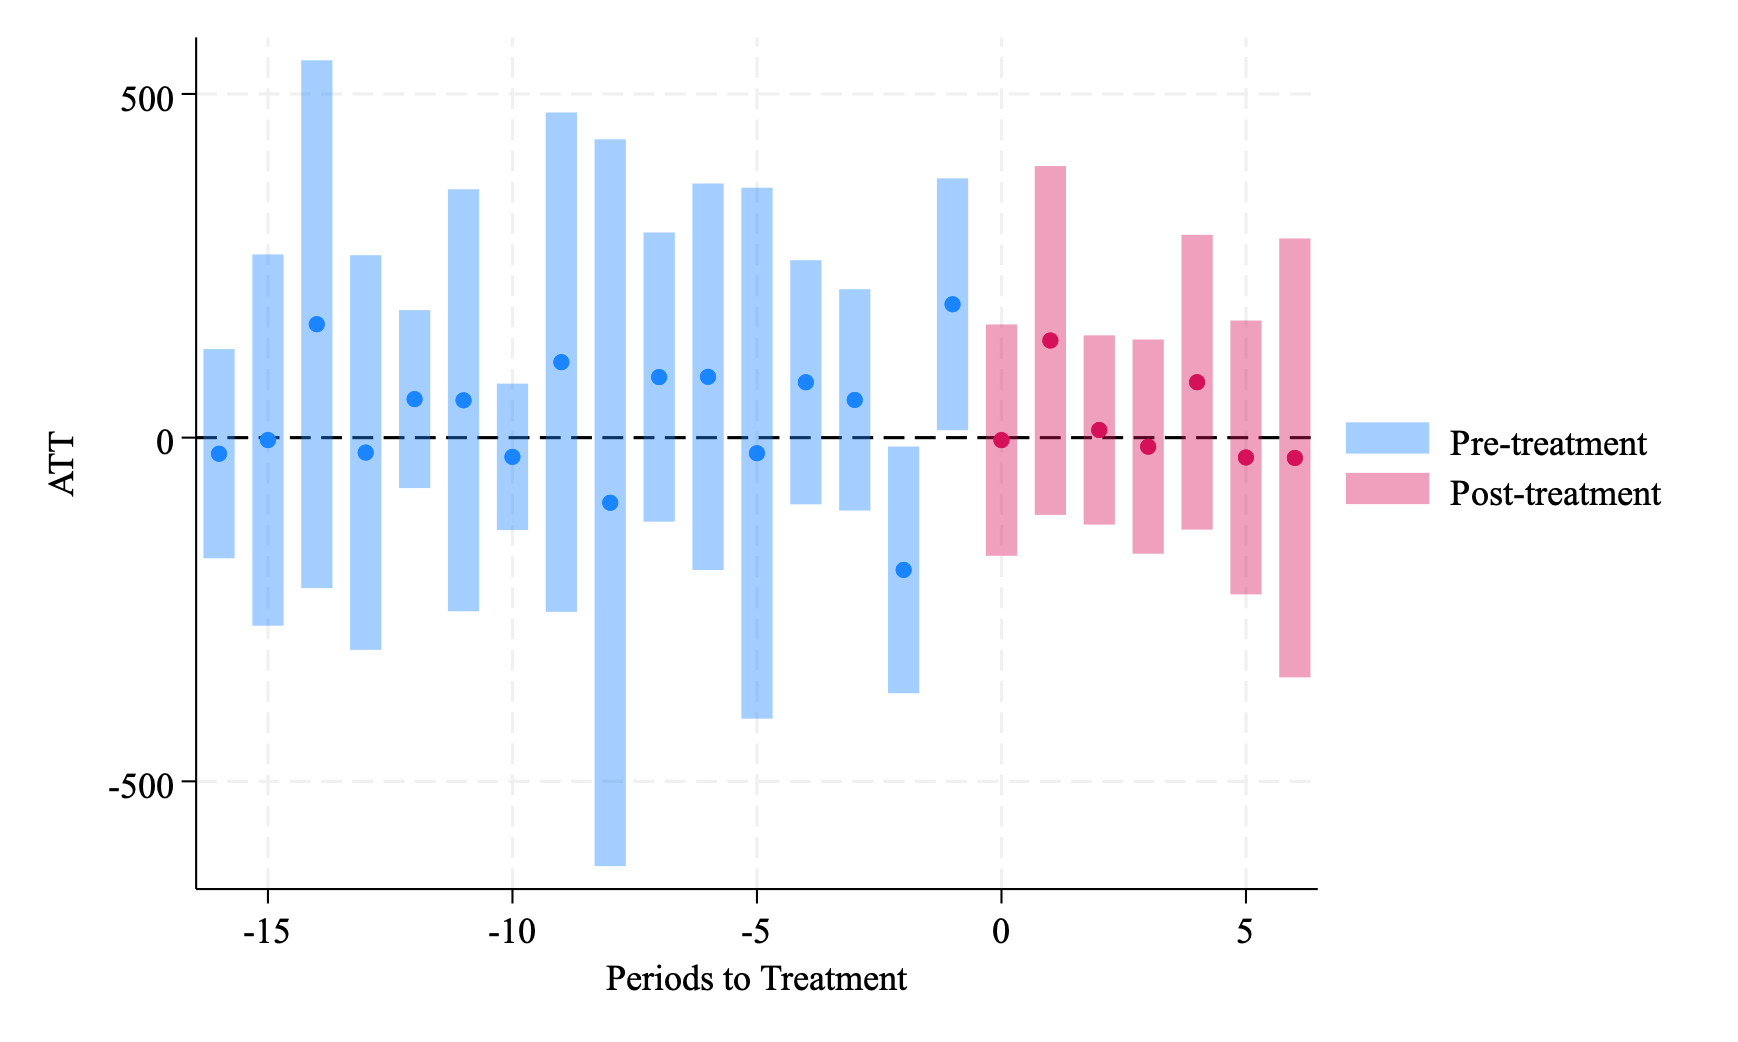 ATT
500
0
-500
-15 -10 -5 0 5
Periods to Treatment
Pre-treatment
Post-treatment